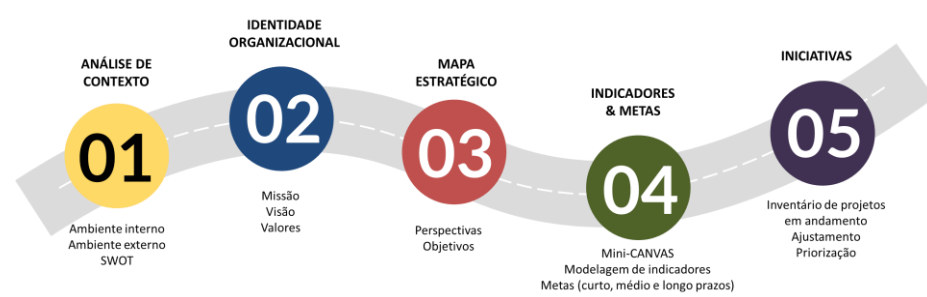 ANÁLISE DE
CONTEXTO
01
Ambiente interno
Ambiente externo
SWOT
IDENTIDADE
ORGANIZACIONAL
02
Missão
Visão
Valores
MAPA
ESTRATÉGICO
03
Perspectivas
Objetivos
INDICADORES
& METAS
04
Mini-CANVAS
Modelagem de indicadores
Metas (curto, médio e longo prazos)
INICIATIVAS
05
Inventário de projetos
em andamento
Ajustamento
Priorização